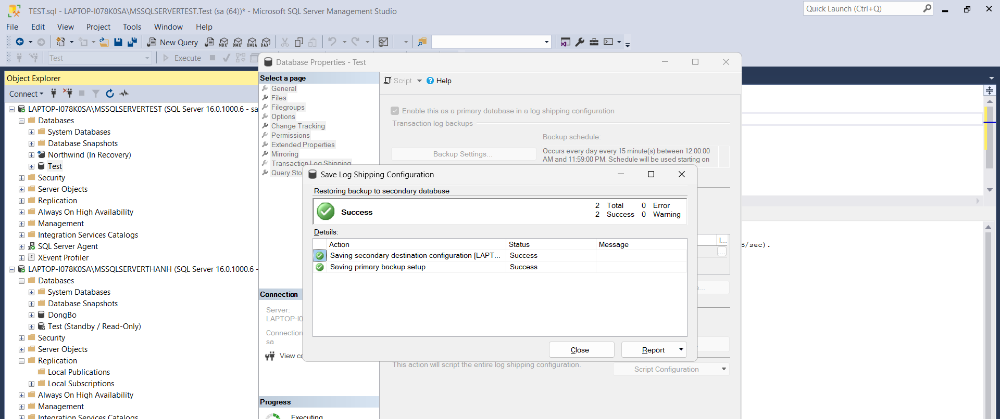 TEST.sql - LAPTOP-I078K0SA\MSSQLSERVERTEST.Test (sa (64))* - Microsoft SQL Server Management Studio
Quick Launch (Ctrl+Q)
File Edit View Project Tools Window Help
New Query
MDX DMX XMLA DAX
Test
Execute
Object Explorer
Connect
LAPTOP-I078K0SA\MSSQLSERVERTEST (SQL Server 16.0.1000.6 - sa
Databases
System Databases
Database Snapshots
Northwind (In Recovery)
Test
Security
Server Objects
Replication
Always On High Availability
Management
Integration Services Catalogs
SQL Server Agent
XEvent Profiler
LAPTOP-I078K0SA\MSSQLSERVERTHANH (SQL Server 16.0.1000.6 -
Databases
System Databases
Database Snapshots
DongBo
Test (Standby / Read-Only)
Security
Server Objects
Replication
Local Publications
Local Subscriptions
Always On High Availability
Management
Integration Services Catalogs
Database Properties - Test
Select a page
General
Files
Filegroups
Options
Change Tracking
Permissions
Extended Properties
Mirroring
Transaction Log Shipping
Query Sto
Connection
Server:
LAPTOP-I0
Connection
sa
View co
Progress
Executing
Script
Help
Enable this as a primary database in a log shipping configuration
Transaction log backups
Backup schedule:
Backup Settings...
Occurs every day every 15 minute(s) between 12:00:00
AM and 11:59:00 PM. Schedule will be used starting on
I...
...
e...
This action will script the entire log shipping configuration.
Script Configuration
Save Log Shipping Configuration
Restoring backup to secondary database
Success
2 Total 0 Error
2 Success 0 Warning
Details:
Action Status Message
Saving secondary destination configuration [LAPT... Success
Saving primary backup setup Success
Close
Report
B/sec).